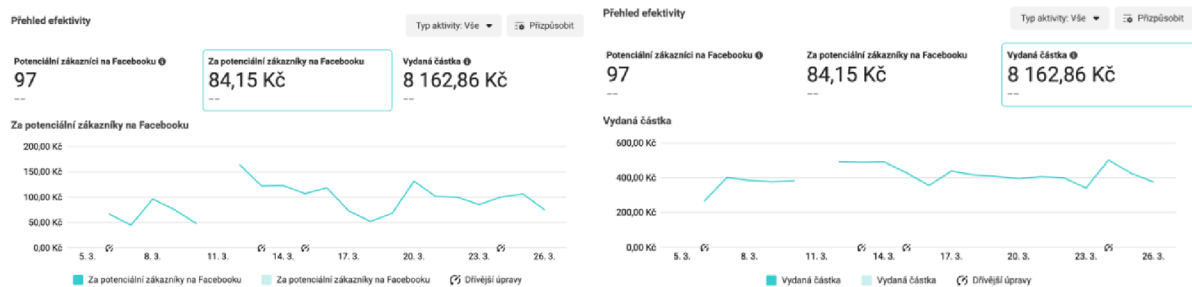 Přehled efektivity
Typ aktivity: Vše
Přizpůsobit
Potenciální zákazníci na Facebooku
Za potenciální zákazníky na Facebooku
Vydaná částka
97
84,15 Kč
8 162,86 Kč
--
--
Za potenciální zákazníky na Facebooku
200,00 Kč
150,00 Kč
100,00 Kč
50,00 Kč
0,00 Kč
5. 3.
8. 3.
11. 3.
14. 3.
17. 3.
20. 3.
23. 3.
26. 3.
Za potenciální zákazníky na Facebooku
Za potenciální zákazníky na Facebooku
Dřívější úpravy
Přehled efektivity
Typ aktivity: Vše
Přizpůsobit
Potenciální zákazníci na Facebooku
Za potenciální zákazníky na Facebooku
Vydaná částka
97
84,15 Kč
8 162,86 Kč
--
--
--
Vydaná částka
600,00 Kč
400,00 Kč
200,00 Kč
0,00 Kč
5. 3.
8. 3.
11. 3.
14. 3.
17. 3.
20. 3.
23. 3.
26. 3.
Vydaná částka
Vydaná částka
Dřívější úpravy